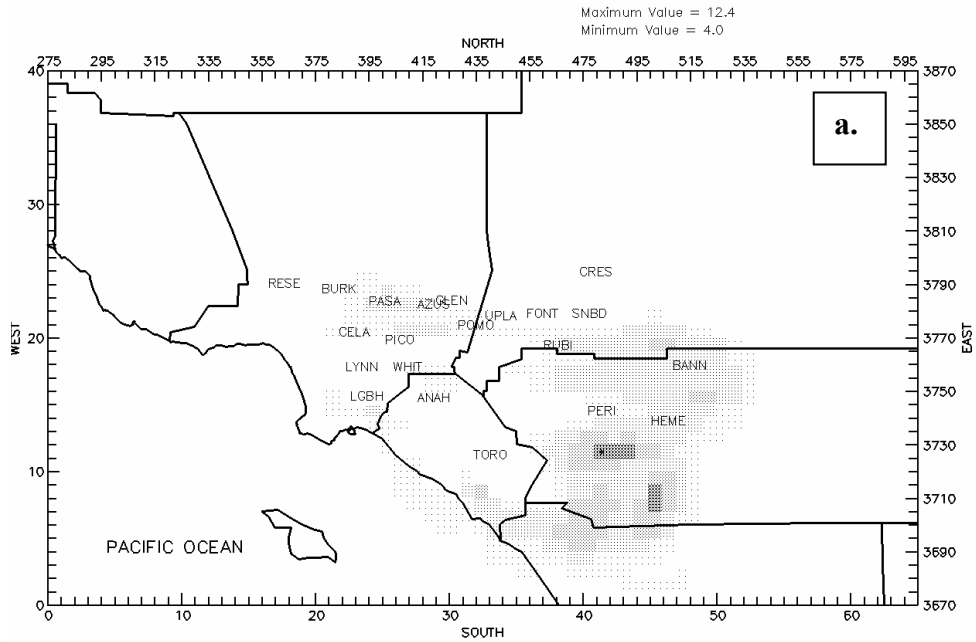 Maximum Value = 12.4
Minimum Value = 4.0
NORTH
275 295 315 335 355 375 395 415 435 455 475 495 515 535 555 575 595
40 3870
a.
3850
30 3830
3810
CRES
RESE BURK 3790
PASA AZUS GLEN
UPLA FONT SNBD
POMO
CELA PICO
WEST 20 3770 EAST
RUBI
LYNN WHIT BANN
LGBH ANAH 3750
PERI
HEME
TORO 3730
10
3710
PACIFIC OCEAN 3690
0 3670
0 10 20 30 40 50 60
SOUTH